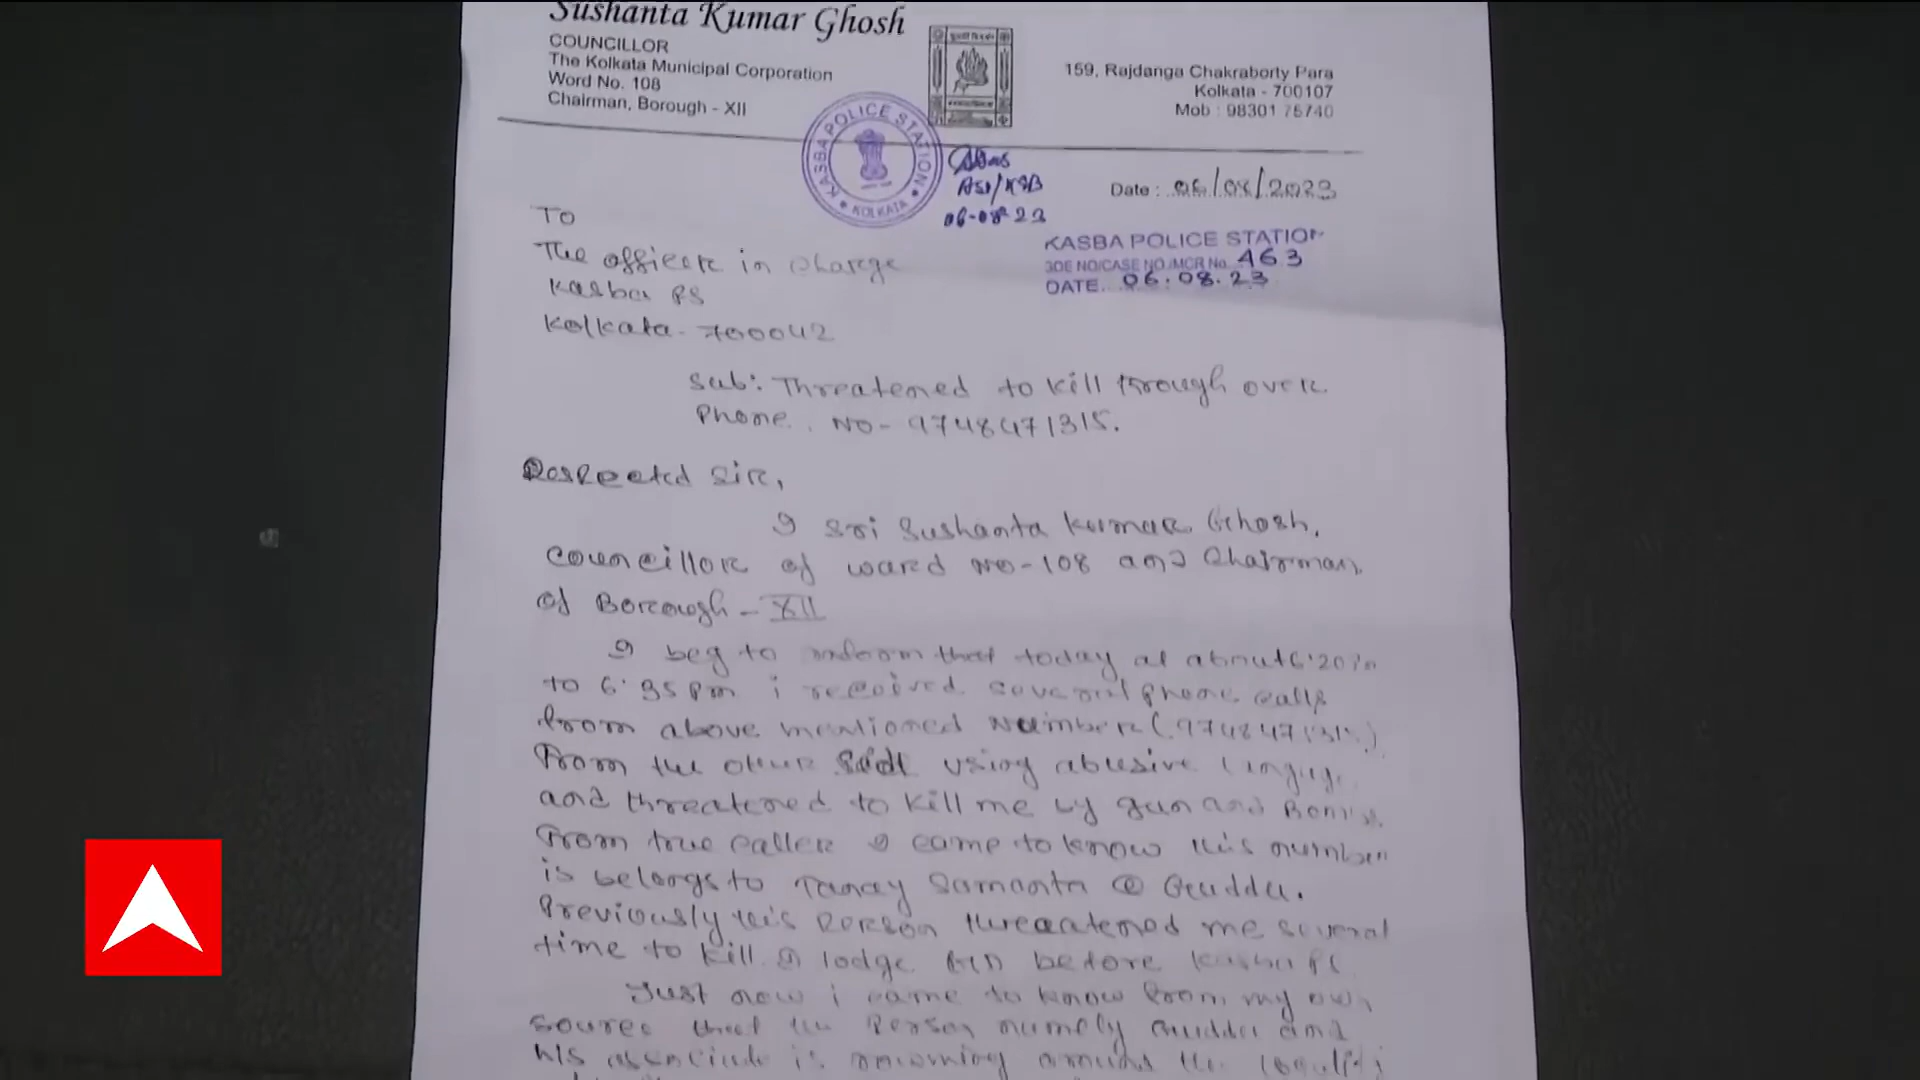 Sushanta Kumar Ghosh
COUNCILLOR
The Kolkata Municipal Corporation
Word No. 108
Chairman, Borough - XII
159, Rajdanga Chakraborty Para
Kolkata - 700107
Mob : 98301 75740
KASBA POLICE STATION
KOLKATA
ASI/KSB
06-08-23
Date : 06/08/2023
KASBA POLICE STATION
GDE NO/CASE NO./MCR No. 463
DATE. 06.08.23
To
The officer in charge
Kasba PS
Kolkata - 700042
Sub: Threatened to kill through over
Phone. NO- 9748471315.
Respected Sir,
I Sri Sushanta Kumar Ghosh,
Councillor of ward No-108 and Chairman
of Borough - XII
I beg to inform that today at about 6:20
to 6:35 pm i received several phone calls
from above mentioned Number (9748471315)
From the other using abusive
and threatened to kill me by gun and
From true caller I came to know this number
is belongs to Tanay Samanta @ Guddu.
Previously this Person threatened me several
time to kill. I lodge before Kasba PS
Just now i came to know from my own
source that the Person namely Guddu and
his associate is around the